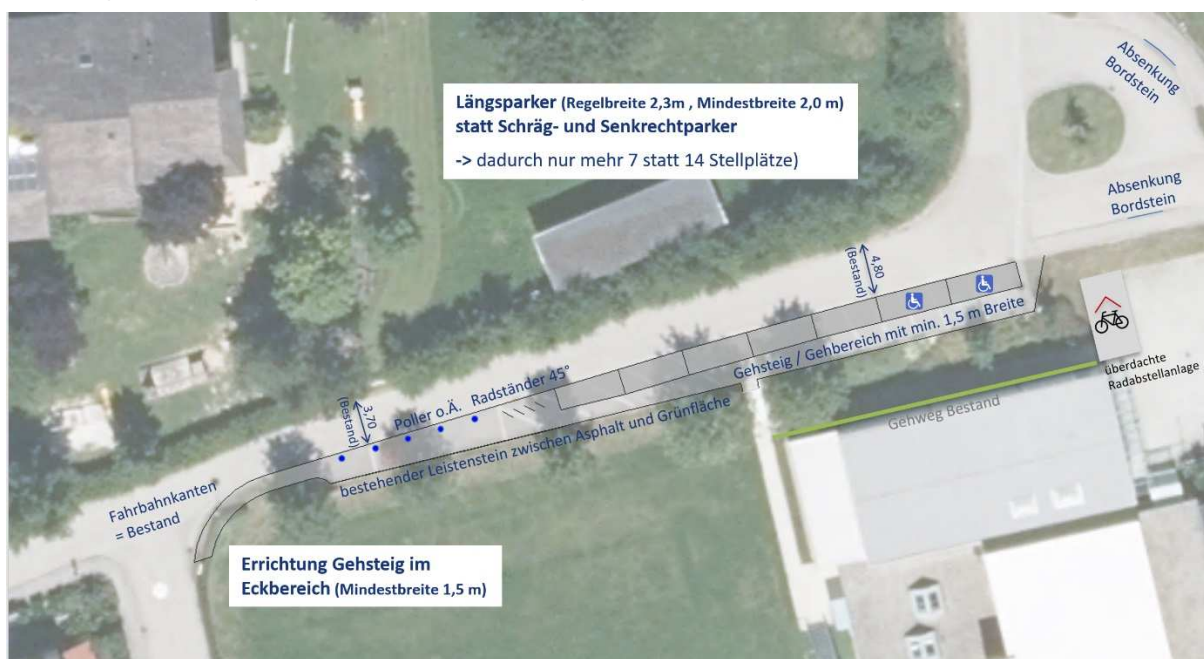 Absenkung
Bordstein
Längsparker (Regelbreite 2,3m , Mindestbreite 2,0 m)
statt Schräg- und Senkrechtparker
-> dadurch nur mehr 7 statt 14 Stellplätze)
Absenkung
Bordstein
4,80
(Bestand)
Gehsteig / Gehbereich mit min. 1,5 m Breite
überdachte
Radabstellanlage
Gehweg Bestand
3,70
(Bestand)
Poller o.Ä.
Radständer 45°
bestehender Leistenstein zwischen Asphalt und Grünfläche
Fahrbahnkanten
= Bestand
Errichtung Gehsteig im
Eckbereich (Mindestbreite 1,5 m)